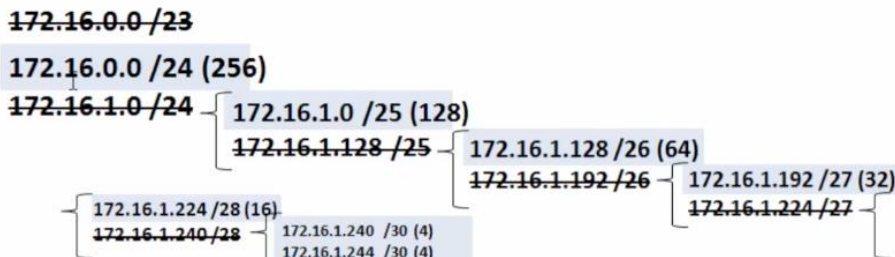 172.16.0.0 /23
172.16.0.0 /24 (256)
172.16.1.0 /24
172.16.1.0 /25 (128)
172.16.1.128 /25
172.16.1.128 /26 (64)
172.16.1.192 /26
172.16.1.192 /27 (32)
172.16.1.224 /27
172.16.1.224 /28 (16)
172.16.1.240 /28
172.16.1.240 /30 (4)
172.16.1.244 /30 (4)